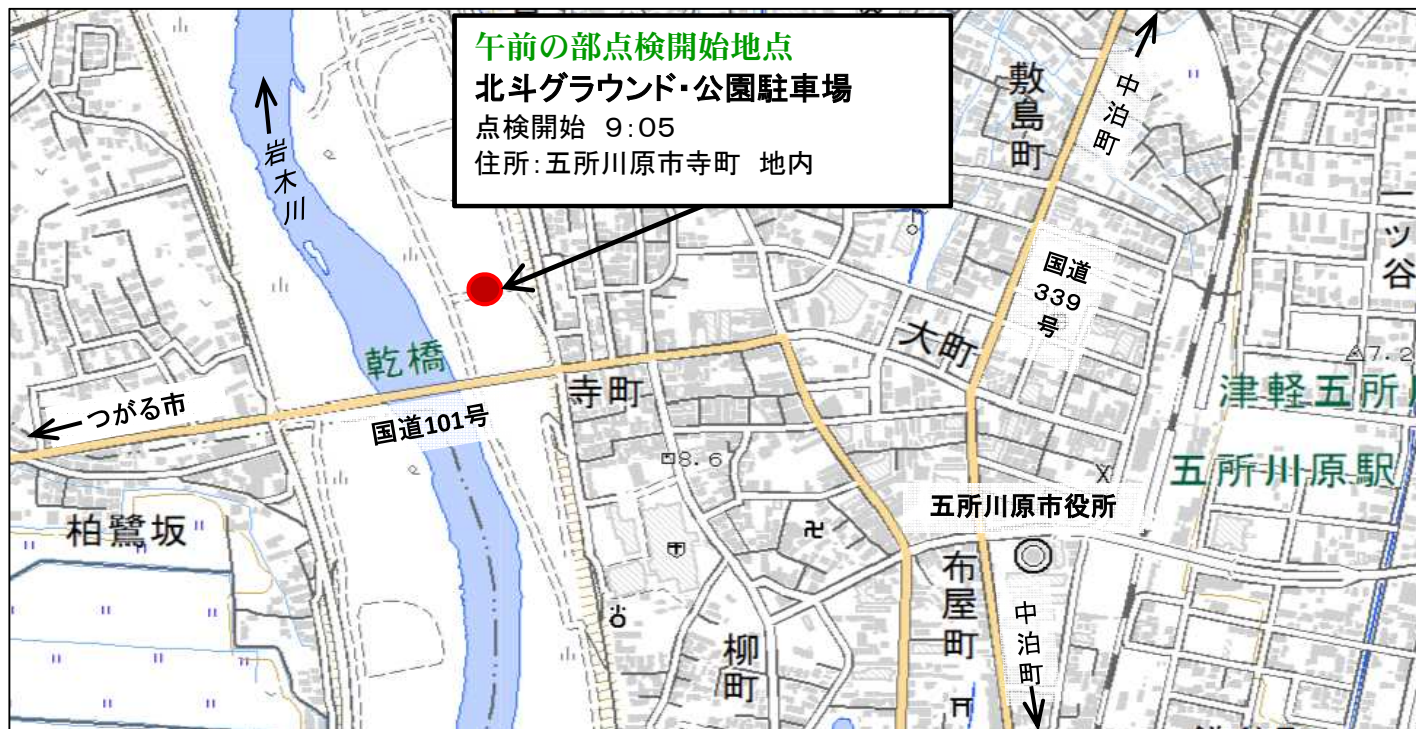 午前の部点検開始地点
北斗グラウンド・公園駐車場
点検開始 9:05
住所:五所川原市寺町 地内
岩木川
敷島町
中泊町
一ツ谷
国道
339
号
大町
7.2
乾橋
寺町
津軽五所
つがる市
国道101号
8.6
五所川原駅
五所川原市役所
柏鷺坂
布屋町
中泊町
柳町